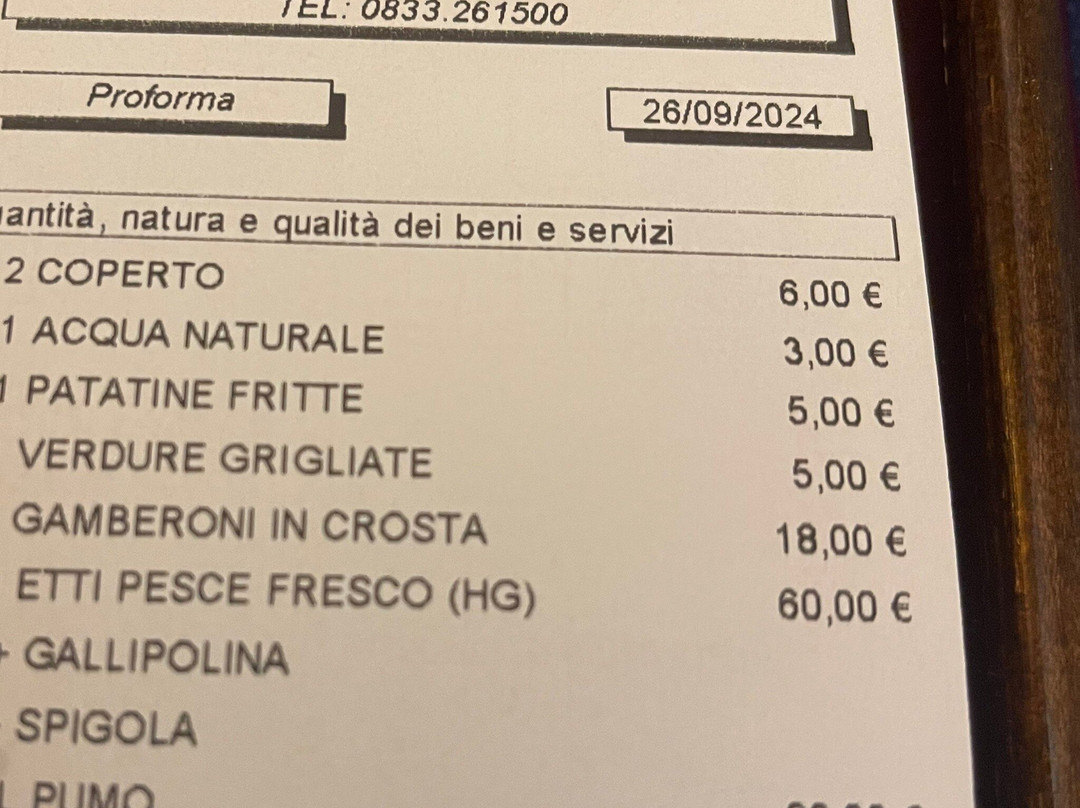 TEL: 0833.261500
Proforma
26/09/2024
antità, natura e qualità dei beni e servizi
2 COPERTO 6,00 €
1 ACQUA NATURALE 3,00 €
1 PATATINE FRITTE 5,00 €
VERDURE GRIGLIATE 5,00 €
GAMBERONI IN CROSTA 18,00 €
ETTI PESCE FRESCO (HG) 60,00 €
+ GALLIPOLINA
SPIGOLA
PUMO